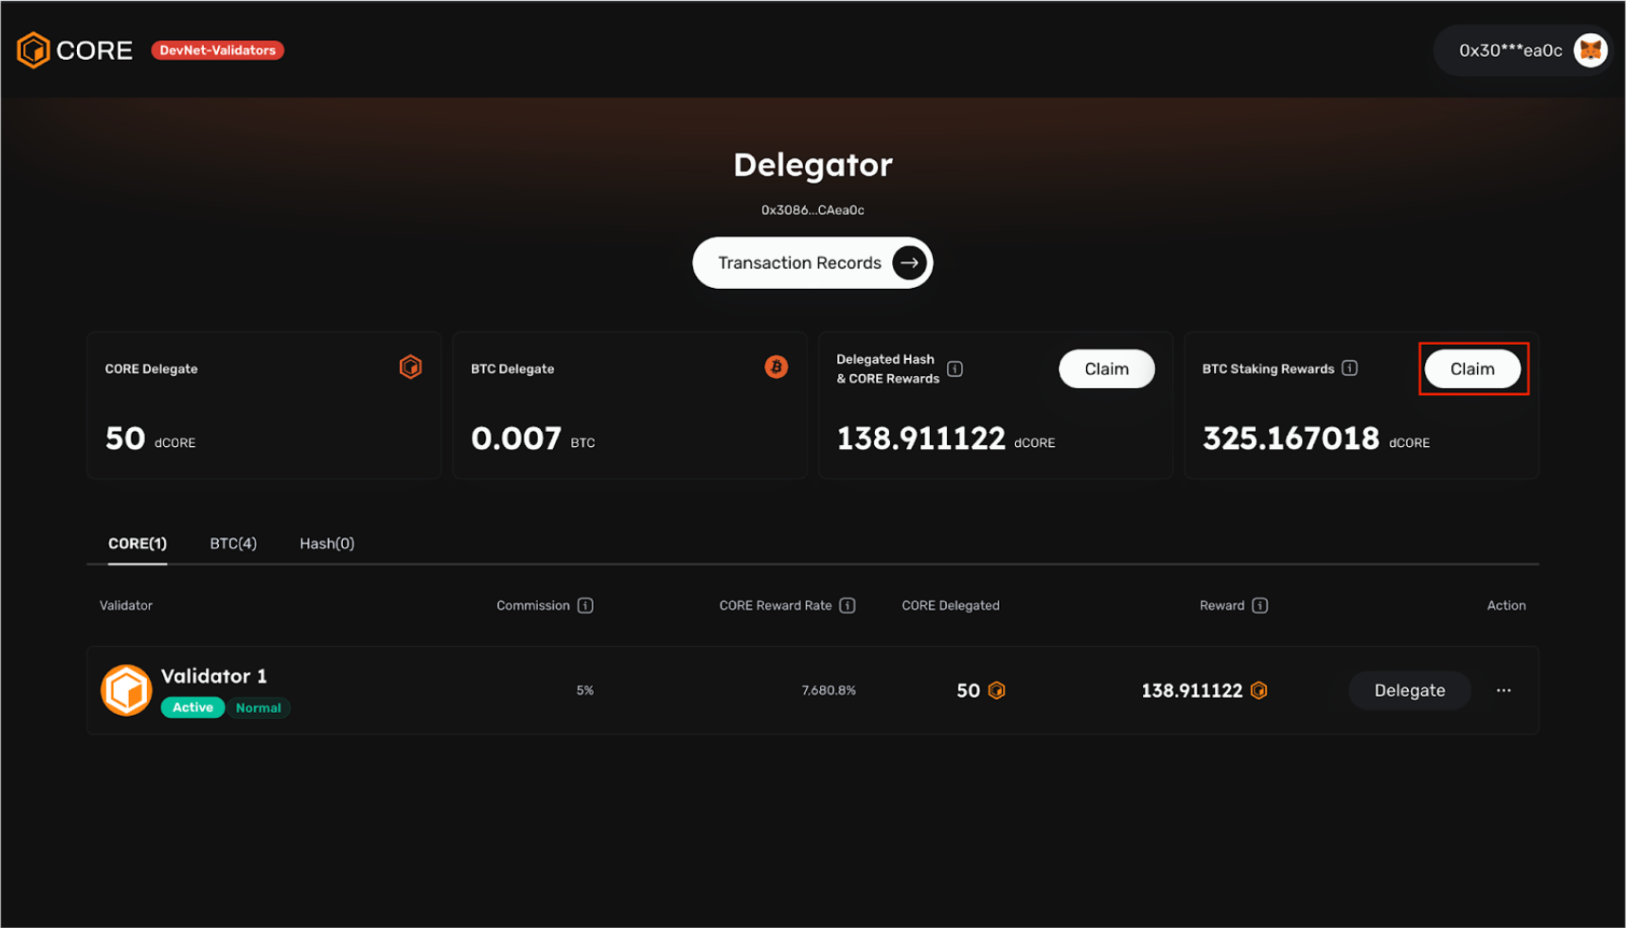 CORE DevNet-Validators 0x30***ea0c
Delegator
0x3086...CAea0c
Transaction Records
CORE Delegate
50 dCORE
BTC Delegate
0.007 BTC
Delegated Hash
& CORE Rewards
Claim
138.911122 dCORE
BTC Staking Rewards
Claim
325.167018 dCORE
CORE(1) BTC(4) Hash(0)
Validator Commission CORE Reward Rate CORE Delegated Reward Action
Validator 1
Active Normal
5% 7,680.8% 50 138.911122 Delegate ...